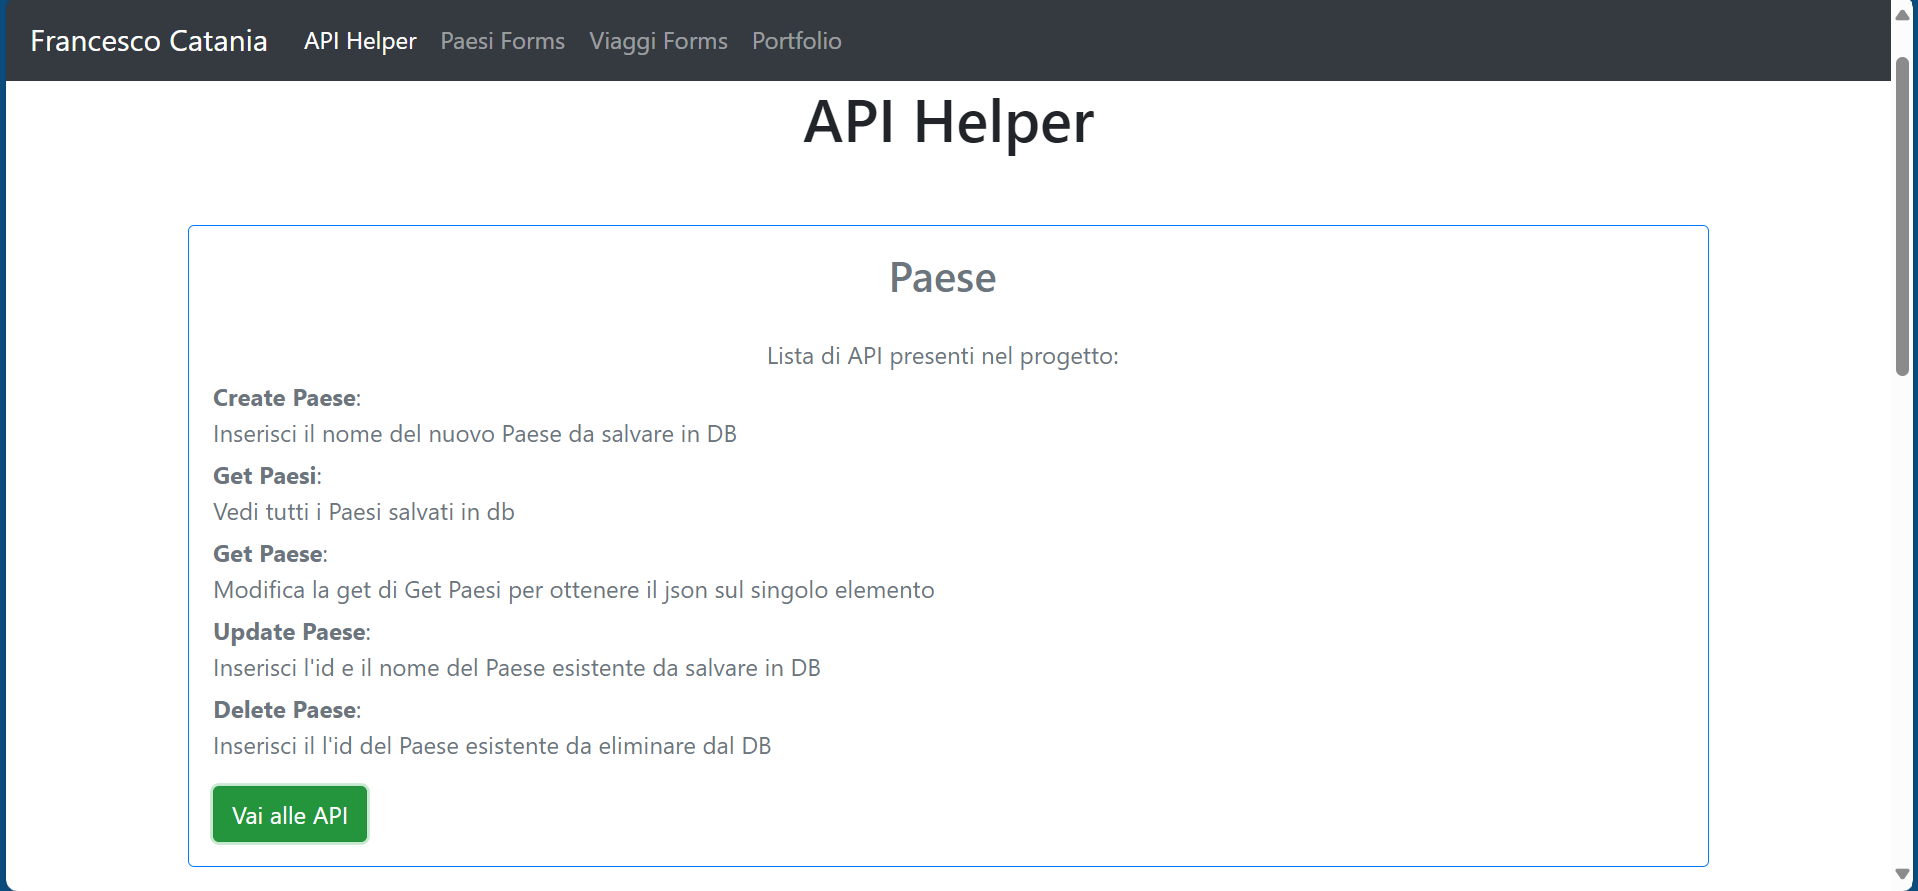 Francesco Catania API Helper Paesi Forms Viaggi Forms Portfolio
API Helper
Paese
Lista di API presenti nel progetto:
Create Paese:
Inserisci il nome del nuovo Paese da salvare in DB
Get Paesi:
Vedi tutti i Paesi salvati in db
Get Paese:
Modifica la get di Get Paesi per ottenere il json sul singolo elemento
Update Paese:
Inserisci l'id e il nome del Paese esistente da salvare in DB
Delete Paese:
Inserisci il l'id del Paese esistente da eliminare dal DB
Vai alle API